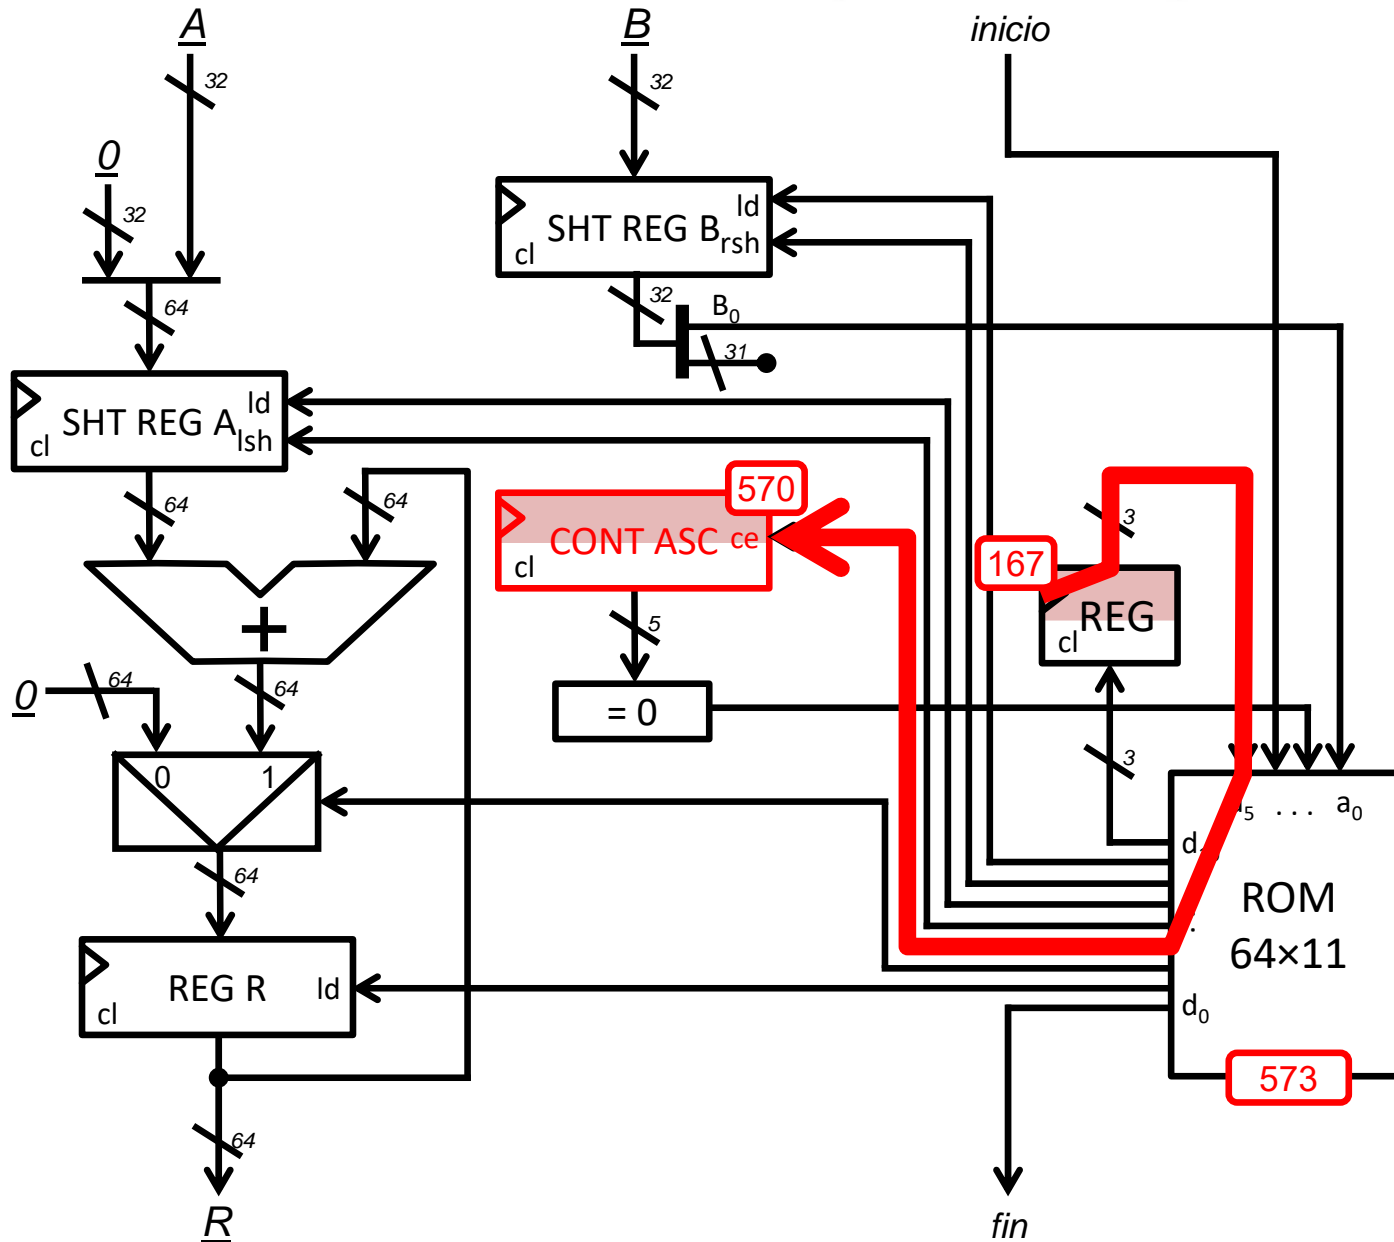 A
B
inicio
32
32
0
32
ld
SHT REG B
rsh
cl
64
32
B0
31
ld
SHT REG A
lsh
cl
64
64
570
CONT ASC ce
cl
3
167
REG
cl
5
+
64
64
0
= 0
3
0 1
a5 ... a0
d
64
ROM
64×11
REG R
ld
cl
d0
573
64
R
fin